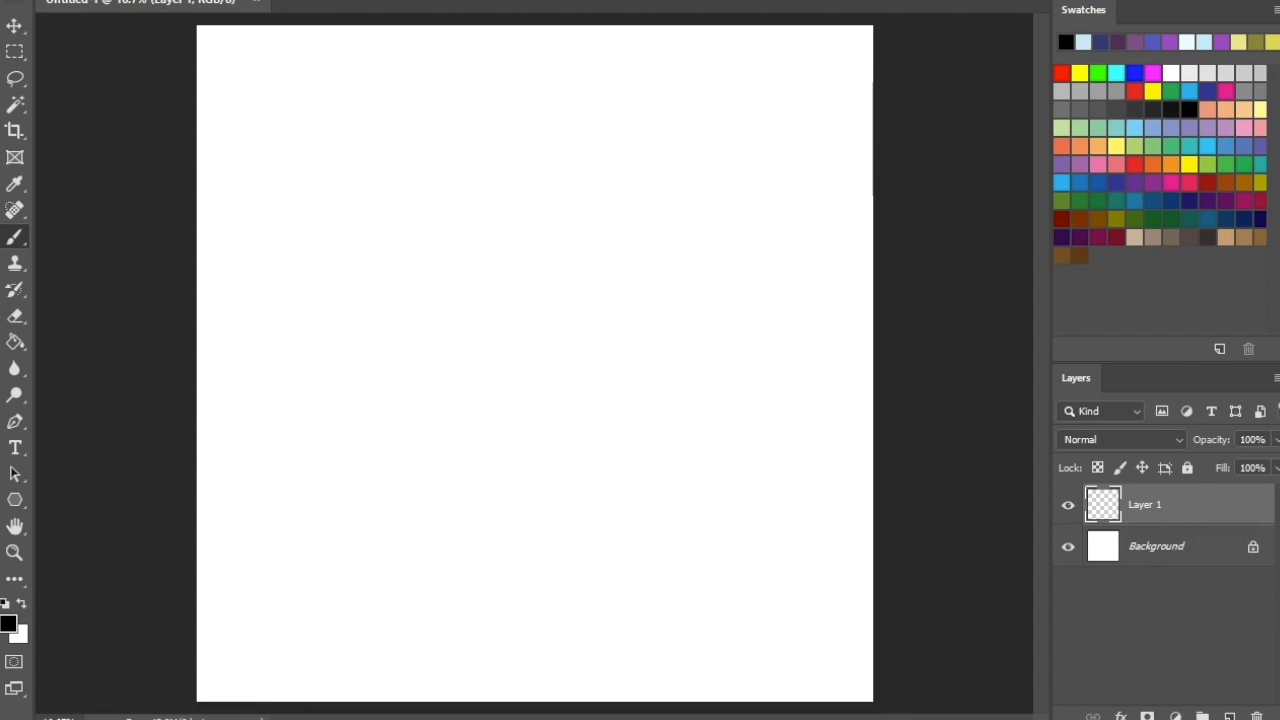 Untitled-1 @ 16.7% (Layer 1, RGB/8)
Swatches
Layers
Kind
Normal
Opacity: 100%
Lock:
Fill: 100%
Layer 1
Background